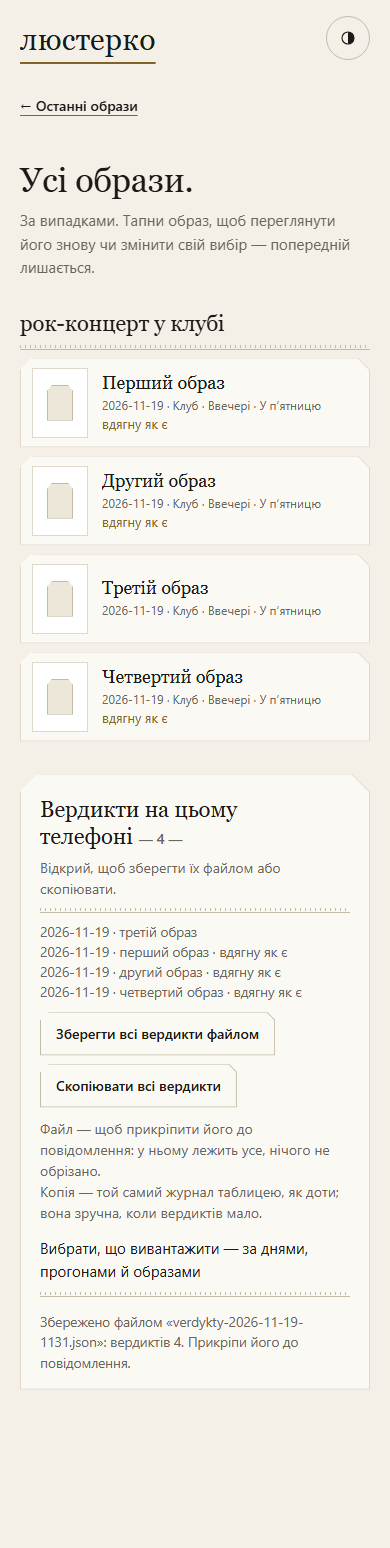 люстерко
← Останні образи
Усі образи.
За випадками. Тапни образ, щоб переглянути
його знову чи змінити свій вибір — попередній
лишається.
рок-концерт у клубі
Перший образ
2026-11-19 · Клуб · Ввечері · У п'ятницю
вдягну як є
Другий образ
2026-11-19 · Клуб · Ввечері · У п'ятницю
вдягну як є
Третій образ
2026-11-19 · Клуб · Ввечері · У п'ятницю
Четвертий образ
2026-11-19 · Клуб · Ввечері · У п'ятницю
вдягну як є
Вердикти на цьому
телефоні — 4 —
Відкрий, щоб зберегти їх файлом або
скопіювати.
2026-11-19 · третій образ
2026-11-19 · перший образ · вдягну як є
2026-11-19 · другий образ · вдягну як є
2026-11-19 · четвертий образ · вдягну як є
Зберегти всі вердикти файлом
Скопіювати всі вердикти
Файл — щоб прикріпити його до
повідомлення: у ньому лежить усе, нічого не
обрізано.
Копія — той самий журнал таблицею, як доти;
вона зручна, коли вердиктів мало.
Вибрати, що вивантажити — за днями,
прогонами й образами
Збережено файлом «verdykty-2026-11-19-
1131.json»: вердиктів 4. Прикріпи його до
повідомлення.